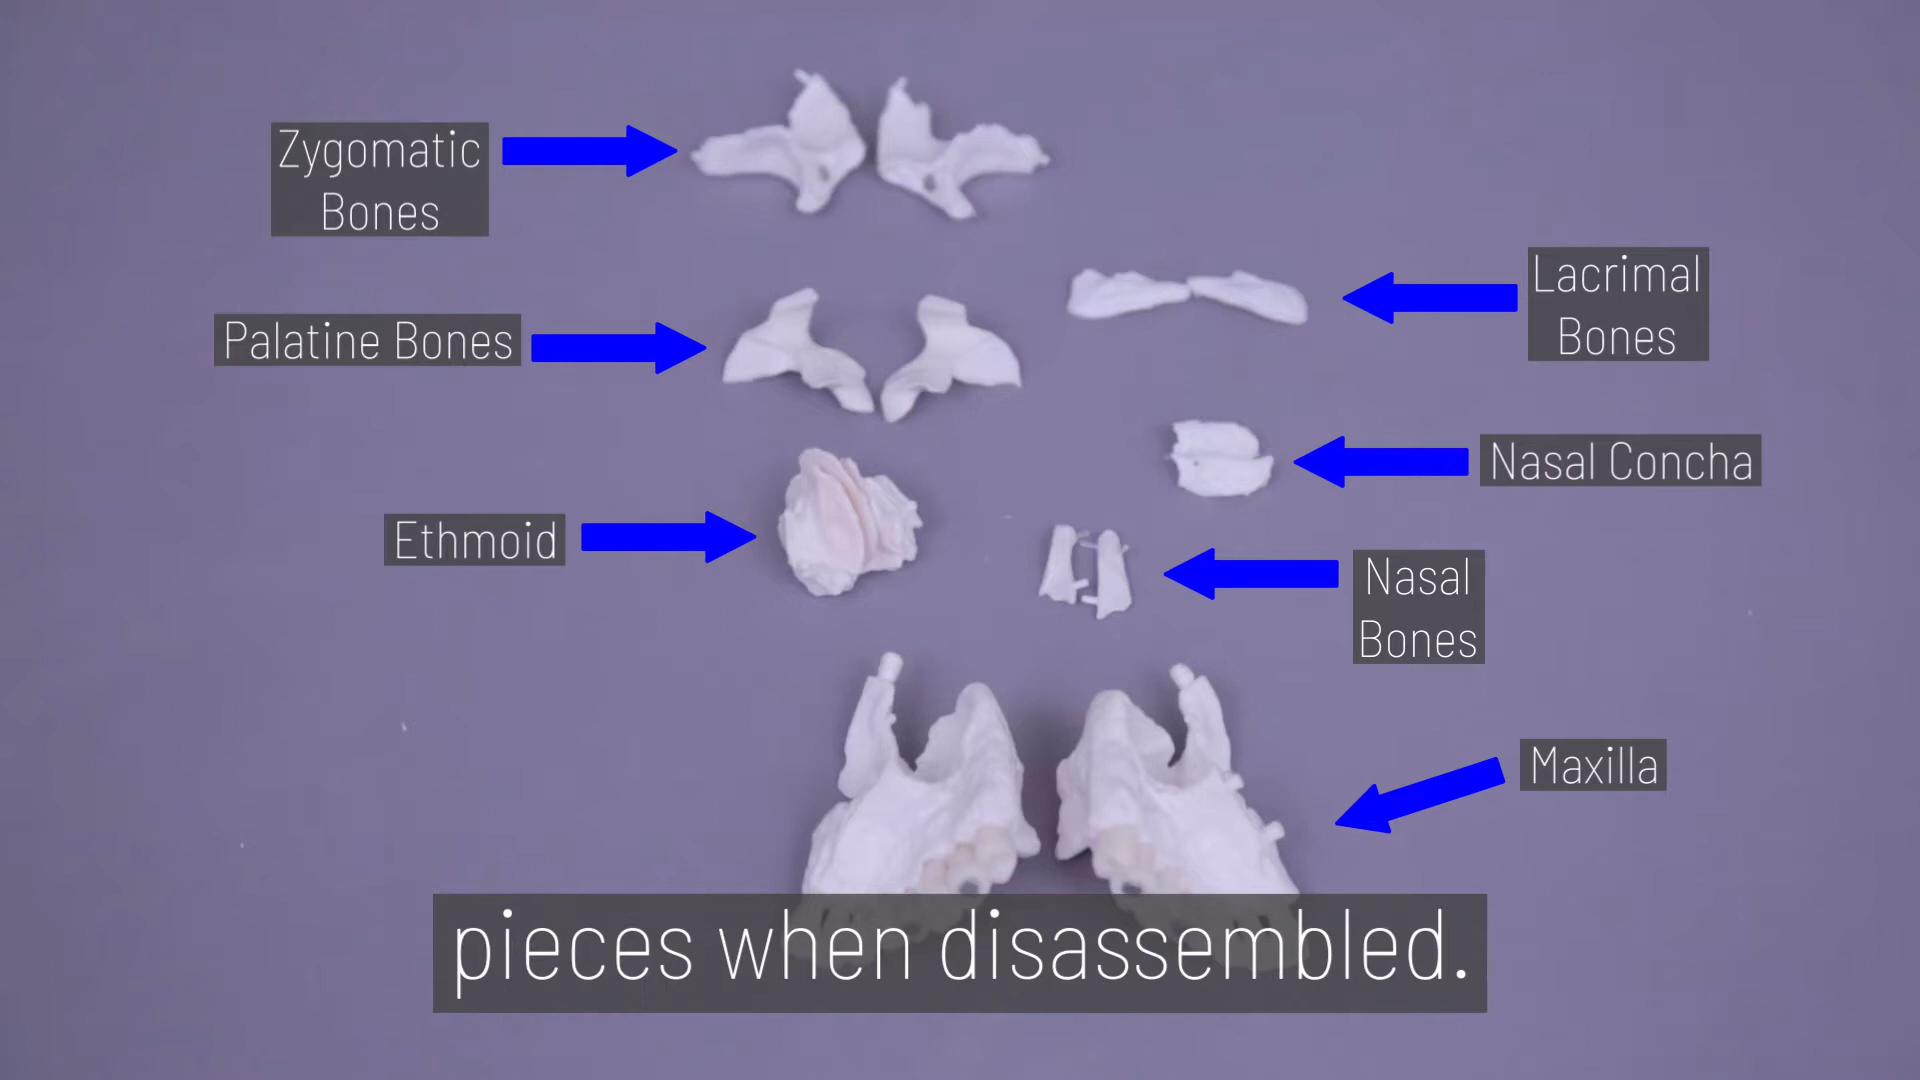 Zygomatic
Bones
Lacrimal
Bones
Palatine Bones
Nasal Concha
Ethmoid
Nasal
Bones
Maxilla
pieces when disassembled.